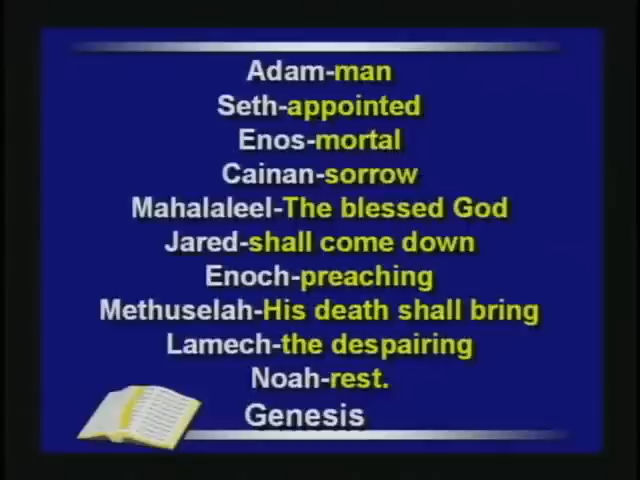 Adam-man
Seth-appointed
Enos-mortal
Cainan-sorrow
Mahalaleel-The blessed God
Jared-shall come down
Enoch-preaching
Methuselah-His death shall bring
Lamech-the despairing
Noah-rest.
Genesis